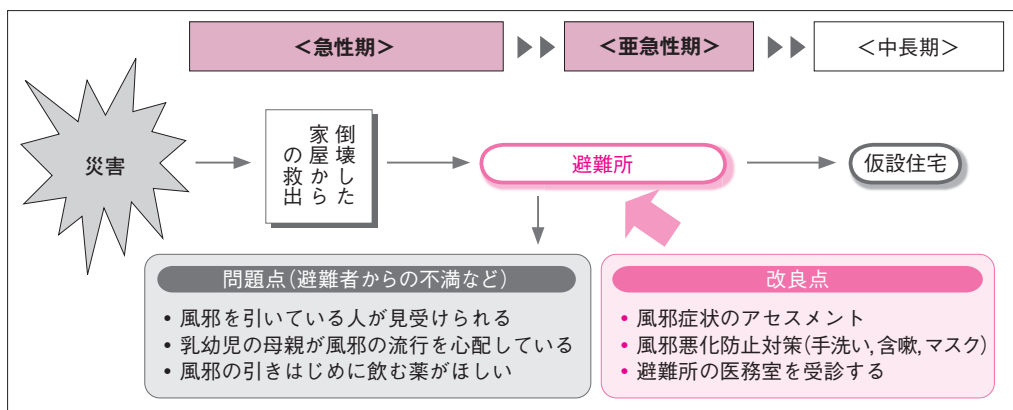 ＜急性期＞
＜亜急性期＞
＜中長期＞
災害
倒壊した
家屋から
の救出
避難所
仮設住宅
問題点（避難者からの不満など）
• 風邪を引いている人が見受けられる
• 乳幼児の母親が風邪の流行を心配している
• 風邪の引きはじめに飲む薬がほしい
改良点
• 風邪症状のアセスメント
• 風邪悪化防止対策(手洗い,含嗽,マスク)
• 避難所の医務室を受診する